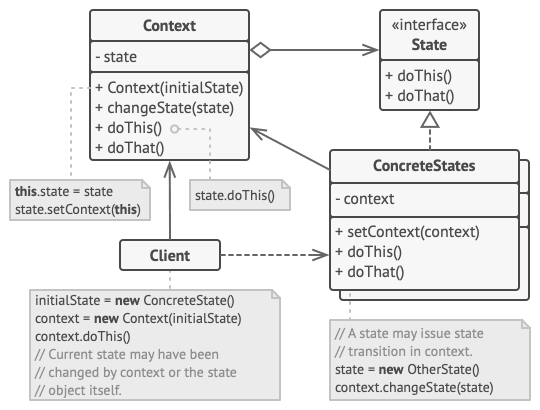 Context
- state
+ Context(initialState)
+ changeState(state)
+ doThis()
+ doThat()
«interface»
State
+ doThis()
+ doThat()
this.state = state
state.setContext(this)
state.doThis()
ConcreteStates
- context
+ setContext(context)
+ doThis()
+ doThat()
Client
initialState = new ConcreteState()
context = new Context(initialState)
context.doThis()
// Current state may have been
// changed by context or the state
// object itself.
// A state may issue state
// transition in context.
state = new OtherState()
context.changeState(state)